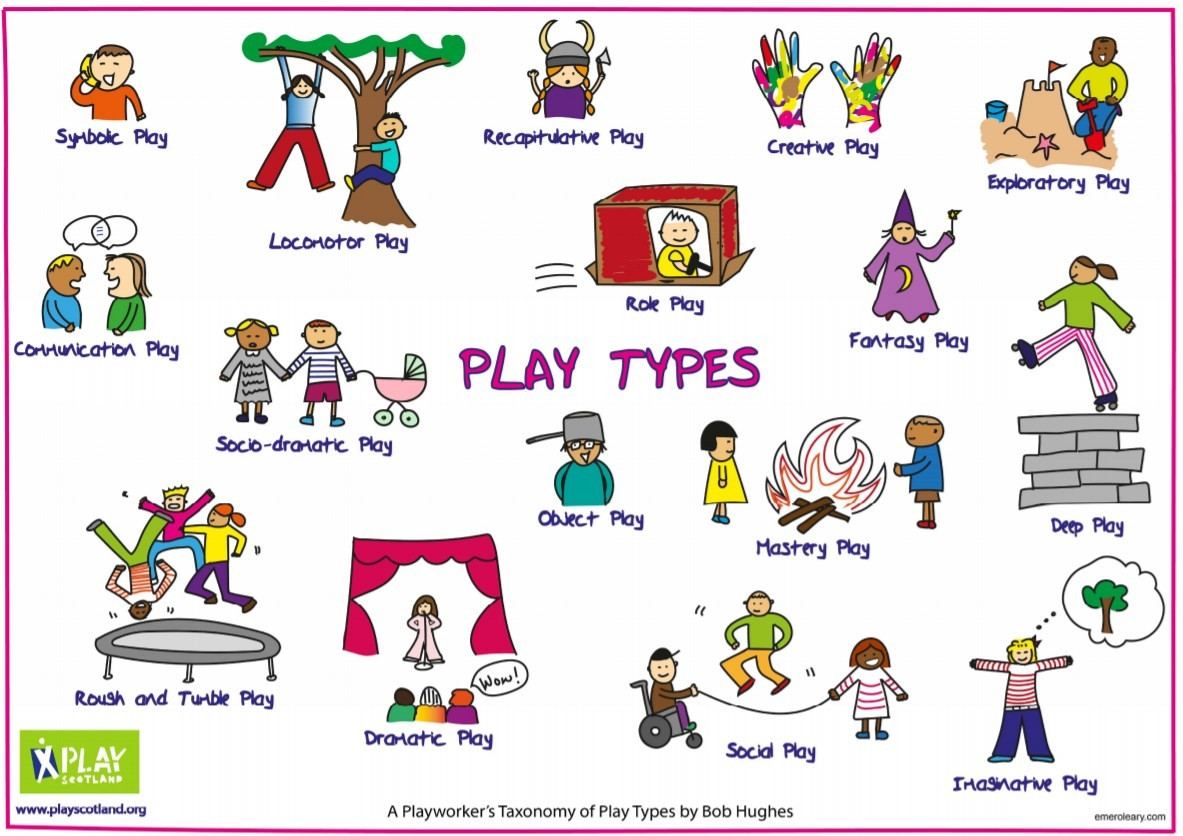 Symbolic Play
Locomotor Play
Recapitulative Play
Creative Play
Exploratory Play
Communication Play
Socio-dramatic Play
Role Play
Fantasy Play
PLAY TYPES
Object Play
Mastery Play
Deep Play
Rough and Tumble Play
Wow!
Dramatic Play
Social Play
Imaginative Play
PLAY
SCOTLAND
www.playscotland.org
A Playworker's Taxonomy of Play Types by Bob Hughes
emeroleary.com